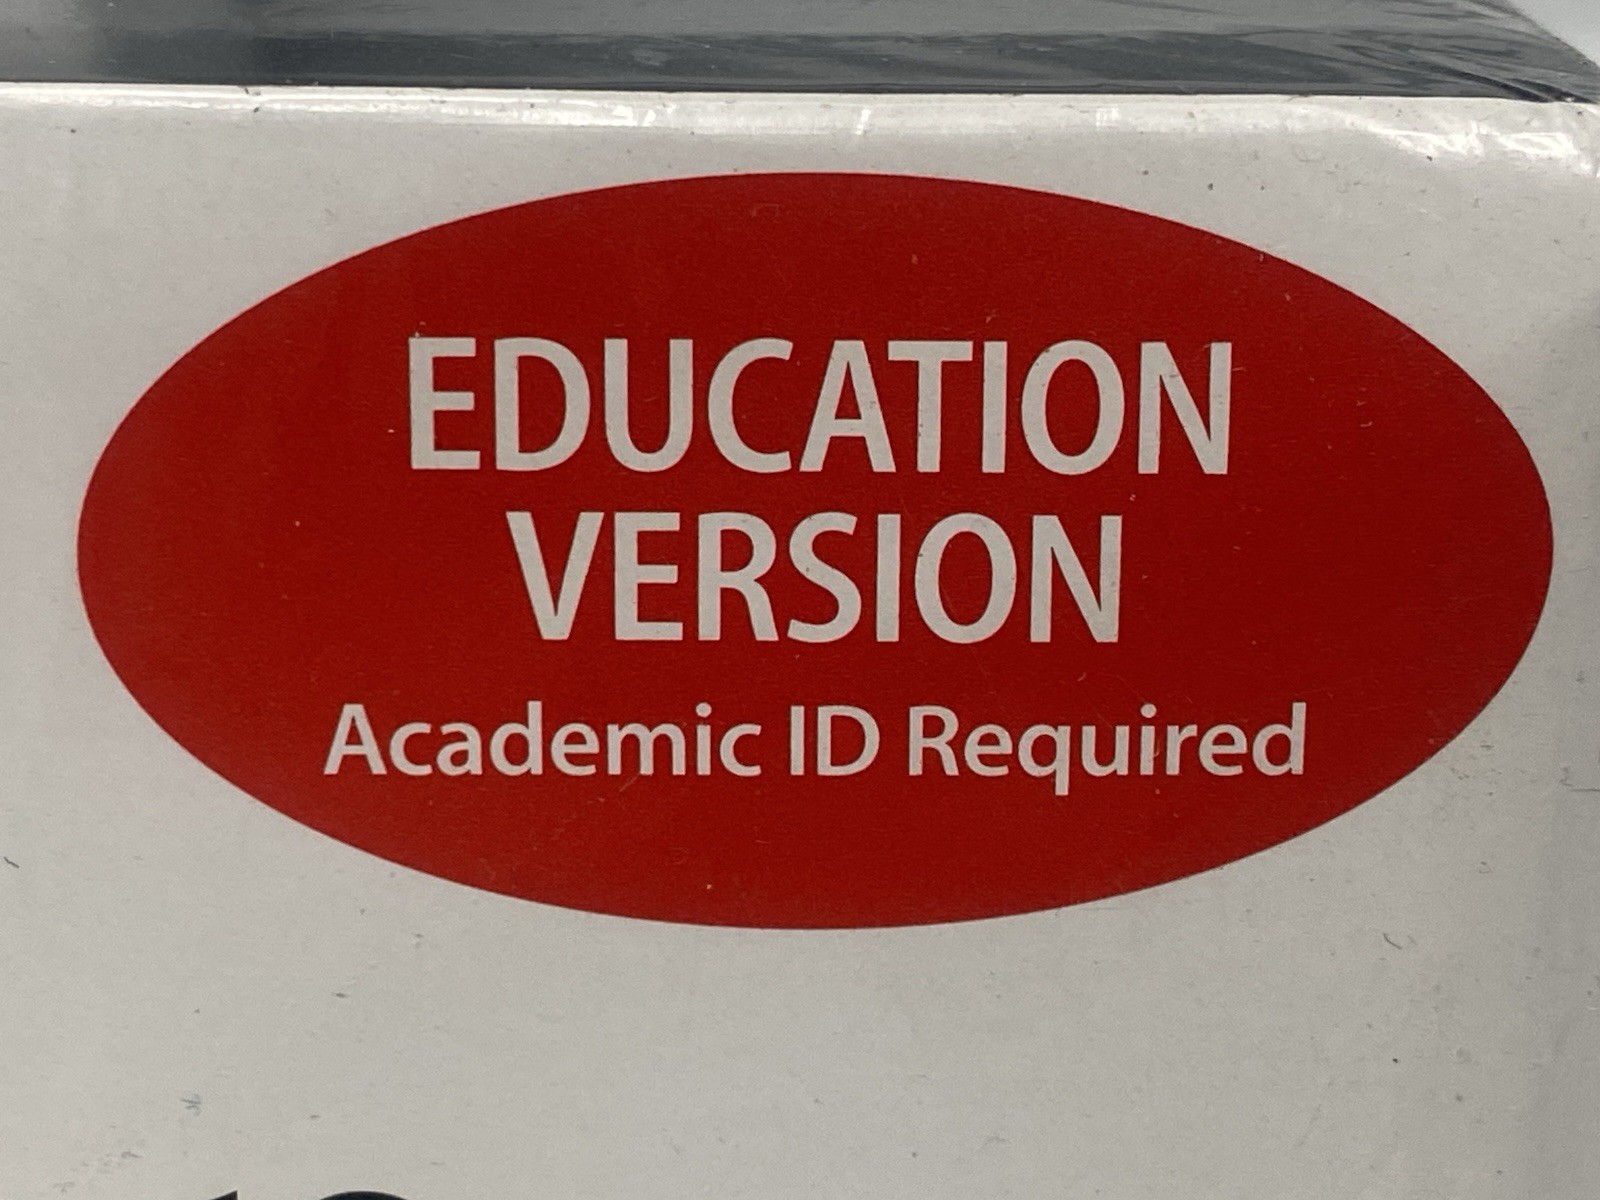 EDUCATION
VERSION
Academic ID Required